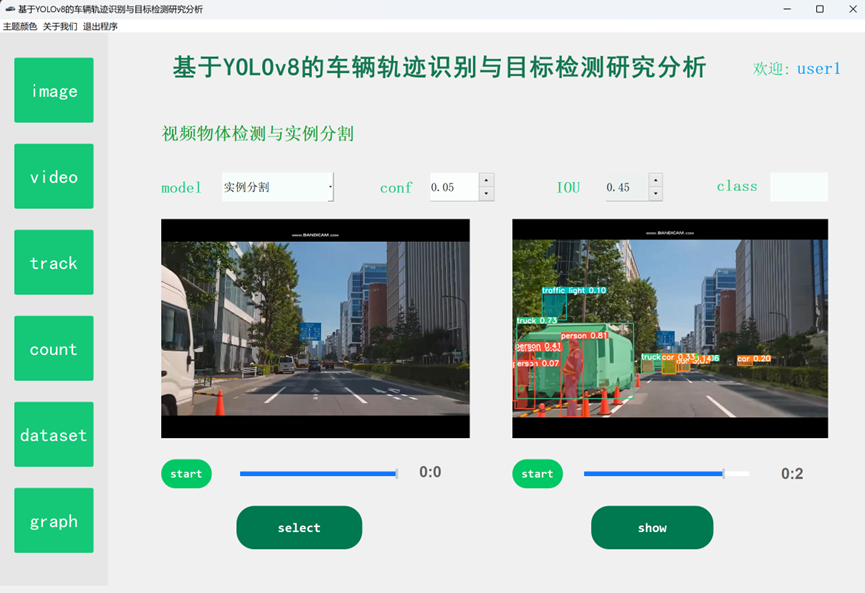 基于YOLOv8的车辆轨迹识别与目标检测研究分析
主题颜色 关于我们 退出程序
基于YOLOv8的车辆轨迹识别与目标检测研究分析
欢迎: user1
image
video
track
count
dataset
graph
视频物体检测与实例分割
model 实例分割 conf 0.05 IOU 0.45 class
www.BANDICAM.com
www.BANDICAM.com
traffic light 0.10
truck 0.73
person 0.81
person 0.41
person 0.07
truck
car 0.33
car 0.20
start 0:0
start 0:2
select
show